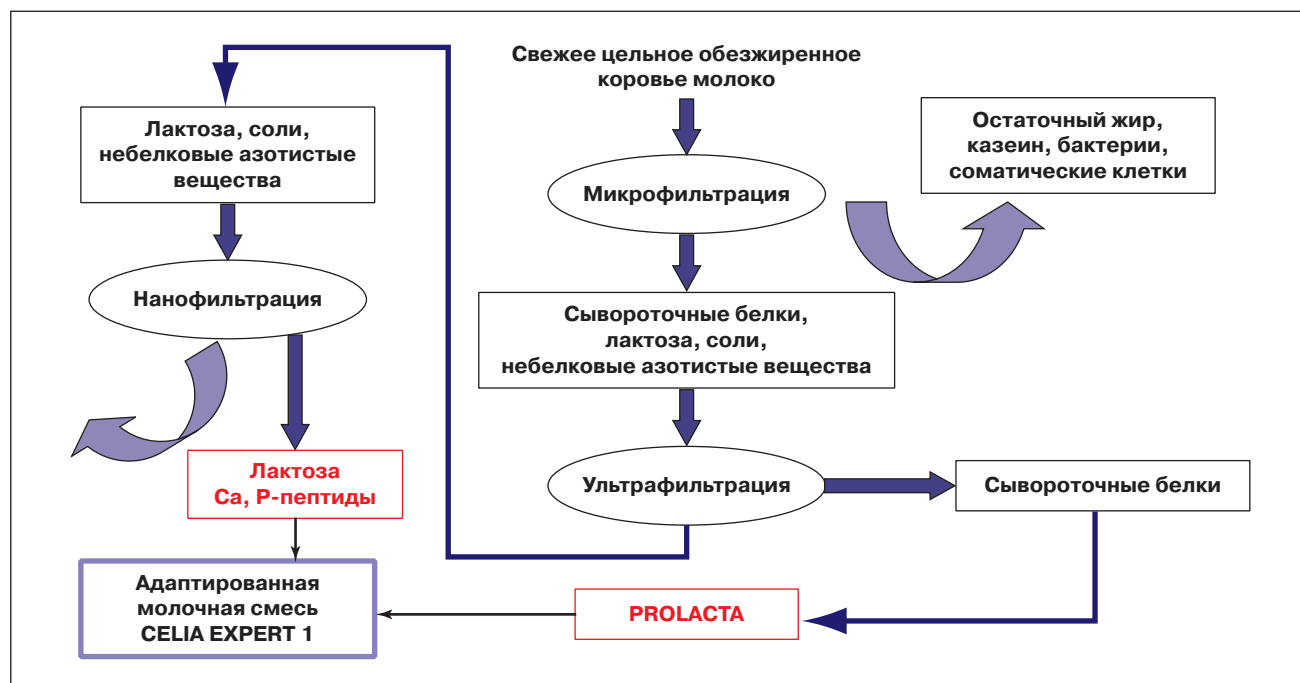 Свежее цельное обезжиренное
коровье молоко
Лактоза, соли,
небелковые азотистые
вещества
Остаточный жир,
казеин, бактерии,
соматические клетки
Микрофильтрация
Нанофильтрация
Сывороточные белки,
лактоза, соли,
небелковые азотистые вещества
Лактоза
Ca, P-пептиды
Ультрафильтрация
Сывороточные белки
Адаптированная
молочная смесь
CELIA EXPERT 1
PROLACTA